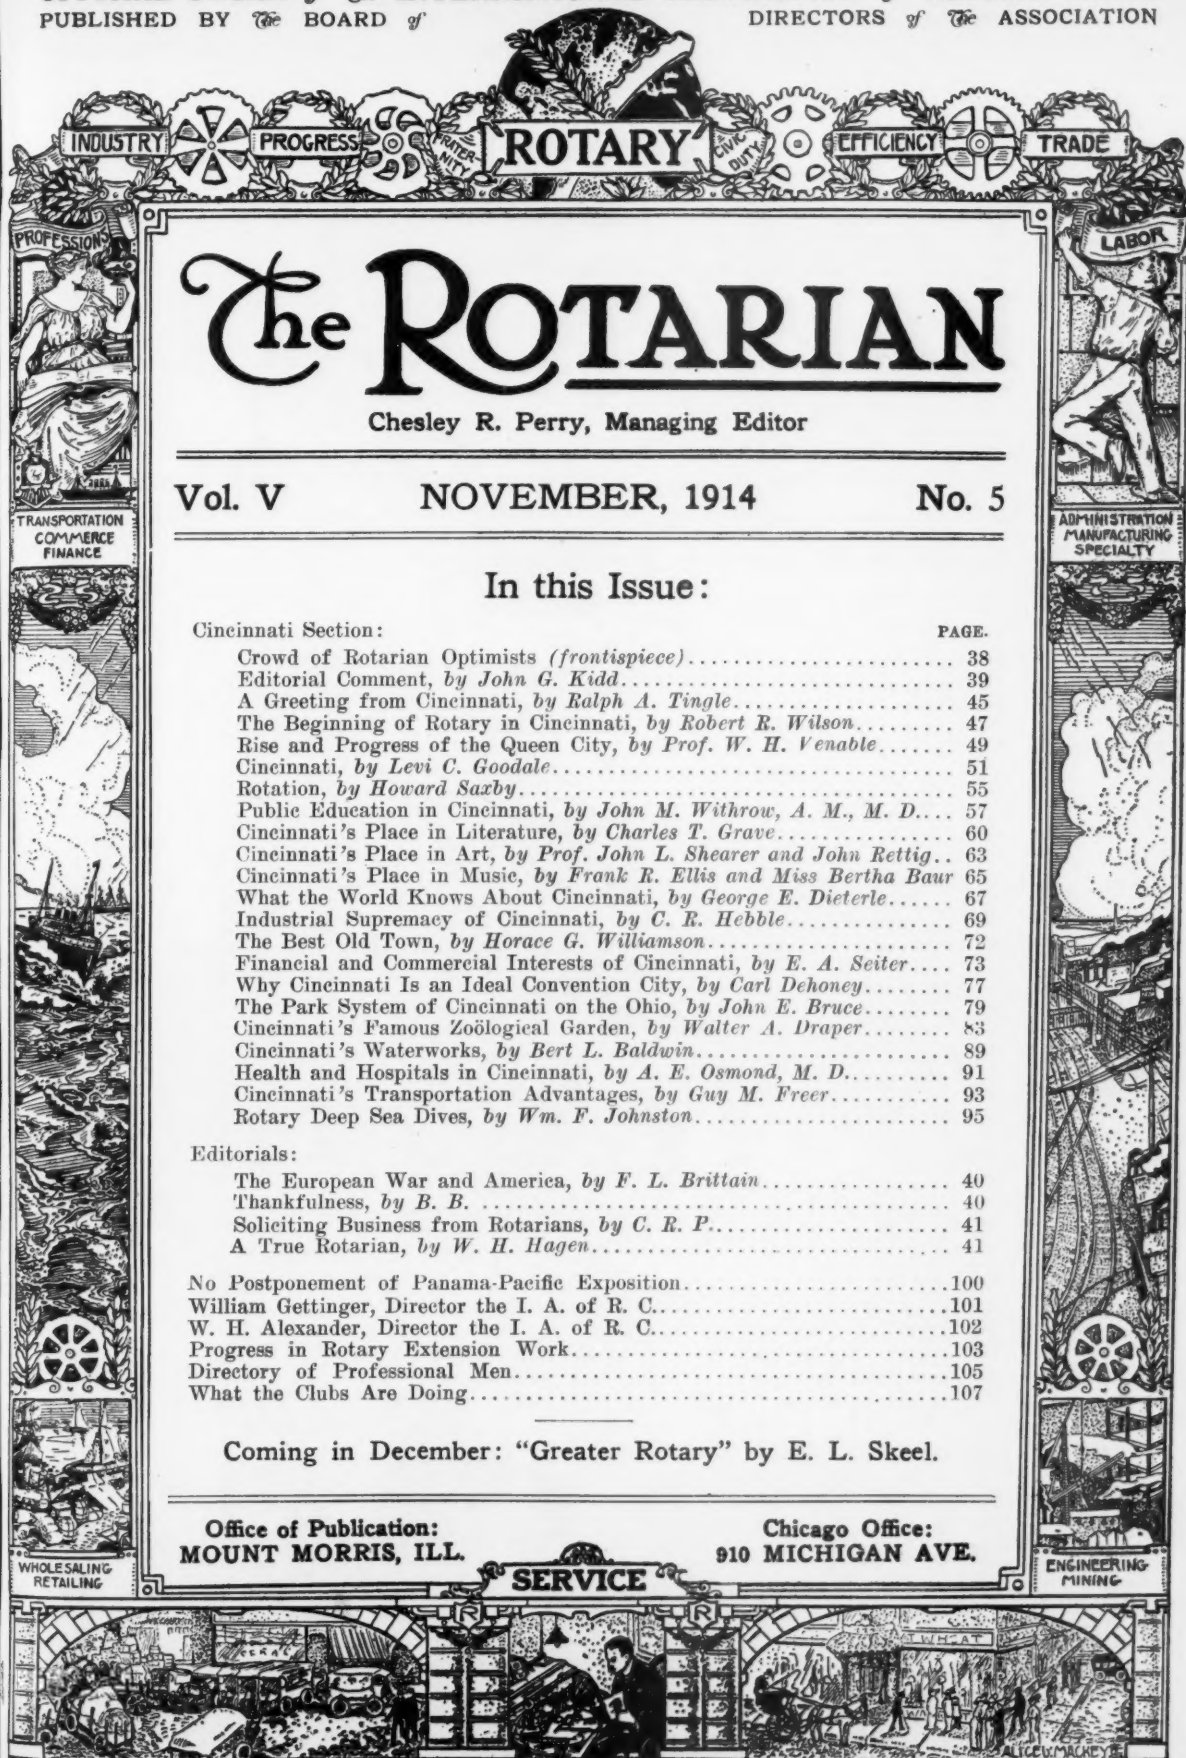 PUBLISHED BY The BOARD of DIRECTORS of The ASSOCIATION
INDUSTRY PROGRESS FRATER-NITY ROTARY CIVIC DUTY EFFICIENCY TRADE
PROFESSIONS
LABOR
The ROTARIAN
Chesley R. Perry, Managing Editor
Vol. V NOVEMBER, 1914 No. 5
TRANSPORTATION
COMMERCE
FINANCE
ADMINISTRATION
MANUFACTURING
SPECIALTY
In this Issue:
Cincinnati Section: PAGE.
Crowd of Rotarian Optimists (frontispiece)........................ 38
Editorial Comment, by John G. Kidd............................... 39
A Greeting from Cincinnati, by Ralph A. Tingle..................... 45
The Beginning of Rotary in Cincinnati, by Robert R. Wilson......... 47
Rise and Progress of the Queen City, by Prof. W. H. Venable....... 49
Cincinnati, by Levi C. Goodale..................................... 51
Rotation, by Howard Saxby........................................ 55
Public Education in Cincinnati, by John M. Withrow, A. M., M. D.... 57
Cincinnati's Place in Literature, by Charles T. Grave................ 60
Cincinnati's Place in Art, by Prof. John L. Shearer and John Rettig.. 63
Cincinnati's Place in Music, by Frank R. Ellis and Miss Bertha Baur 65
What the World Knows About Cincinnati, by George E. Dieterle...... 67
Industrial Supremacy of Cincinnati, by C. R. Hebble................ 69
The Best Old Town, by Horace G. Williamson....................... 72
Financial and Commercial Interests of Cincinnati, by E. A. Seiter.... 73
Why Cincinnati Is an Ideal Convention City, by Carl Dehoney........ 77
The Park System of Cincinnati on the Ohio, by John E. Bruce........ 79
Cincinnati's Famous Zoölogical Garden, by Walter A. Draper........ 83
Cincinnati's Waterworks, by Bert L. Baldwin........................ 89
Health and Hospitals in Cincinnati, by A. E. Osmond, M. D.......... 91
Cincinnati's Transportation Advantages, by Guy M. Freer........... 93
Rotary Deep Sea Dives, by Wm. F. Johnston........................ 95
Editorials:
The European War and America, by F. L. Brittain................. 40
Thankfulness, by B. B. ........................................... 40
Soliciting Business from Rotarians, by C. R. P...................... 41
A True Rotarian, by W. H. Hagen................................. 41
No Postponement of Panama-Pacific Exposition........................100
William Gettinger, Director the I. A. of R. C...........................101
W. H. Alexander, Director the I. A. of R. C...........................102
Progress in Rotary Extension Work...................................103
Directory of Professional Men.........................................105
What the Clubs Are Doing............................................107
Coming in December: "Greater Rotary" by E. L. Skeel.
Office of Publication:
MOUNT MORRIS, ILL.
Chicago Office:
910 MICHIGAN AVE.
WHOLESALING
RETAILING
SERVICE
ENGINEERING
MINING
R R
WHEAT